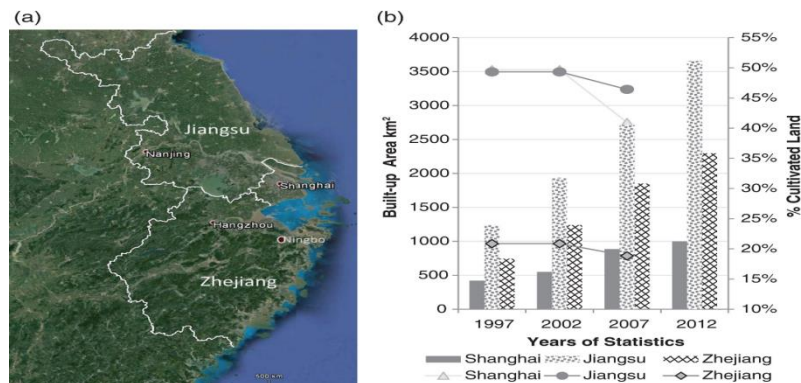 (a)
Jiangsu
Nanjing
Shanghai
Hangzhou
Ningbo
Zhejiang
500 km
(b)
4000
3500
3000
2500
2000
1500
1000
500
0
Built-up Area km²
55%
50%
45%
40%
35%
30%
25%
20%
15%
10%
% Cultivated Land
1997 2002 2007 2012
Years of Statistics
Shanghai Jiangsu Zhejiang
Shanghai Jiangsu Zhejiang